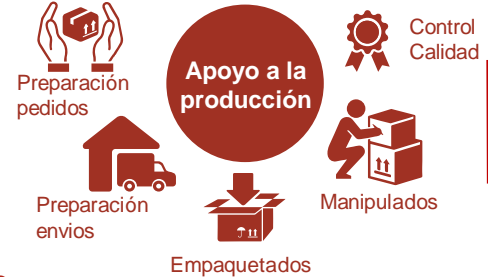 Preparación
pedidos
Apoyo a la
producción
Control
Calidad
Preparación
envios
Empaquetados
Manipulados